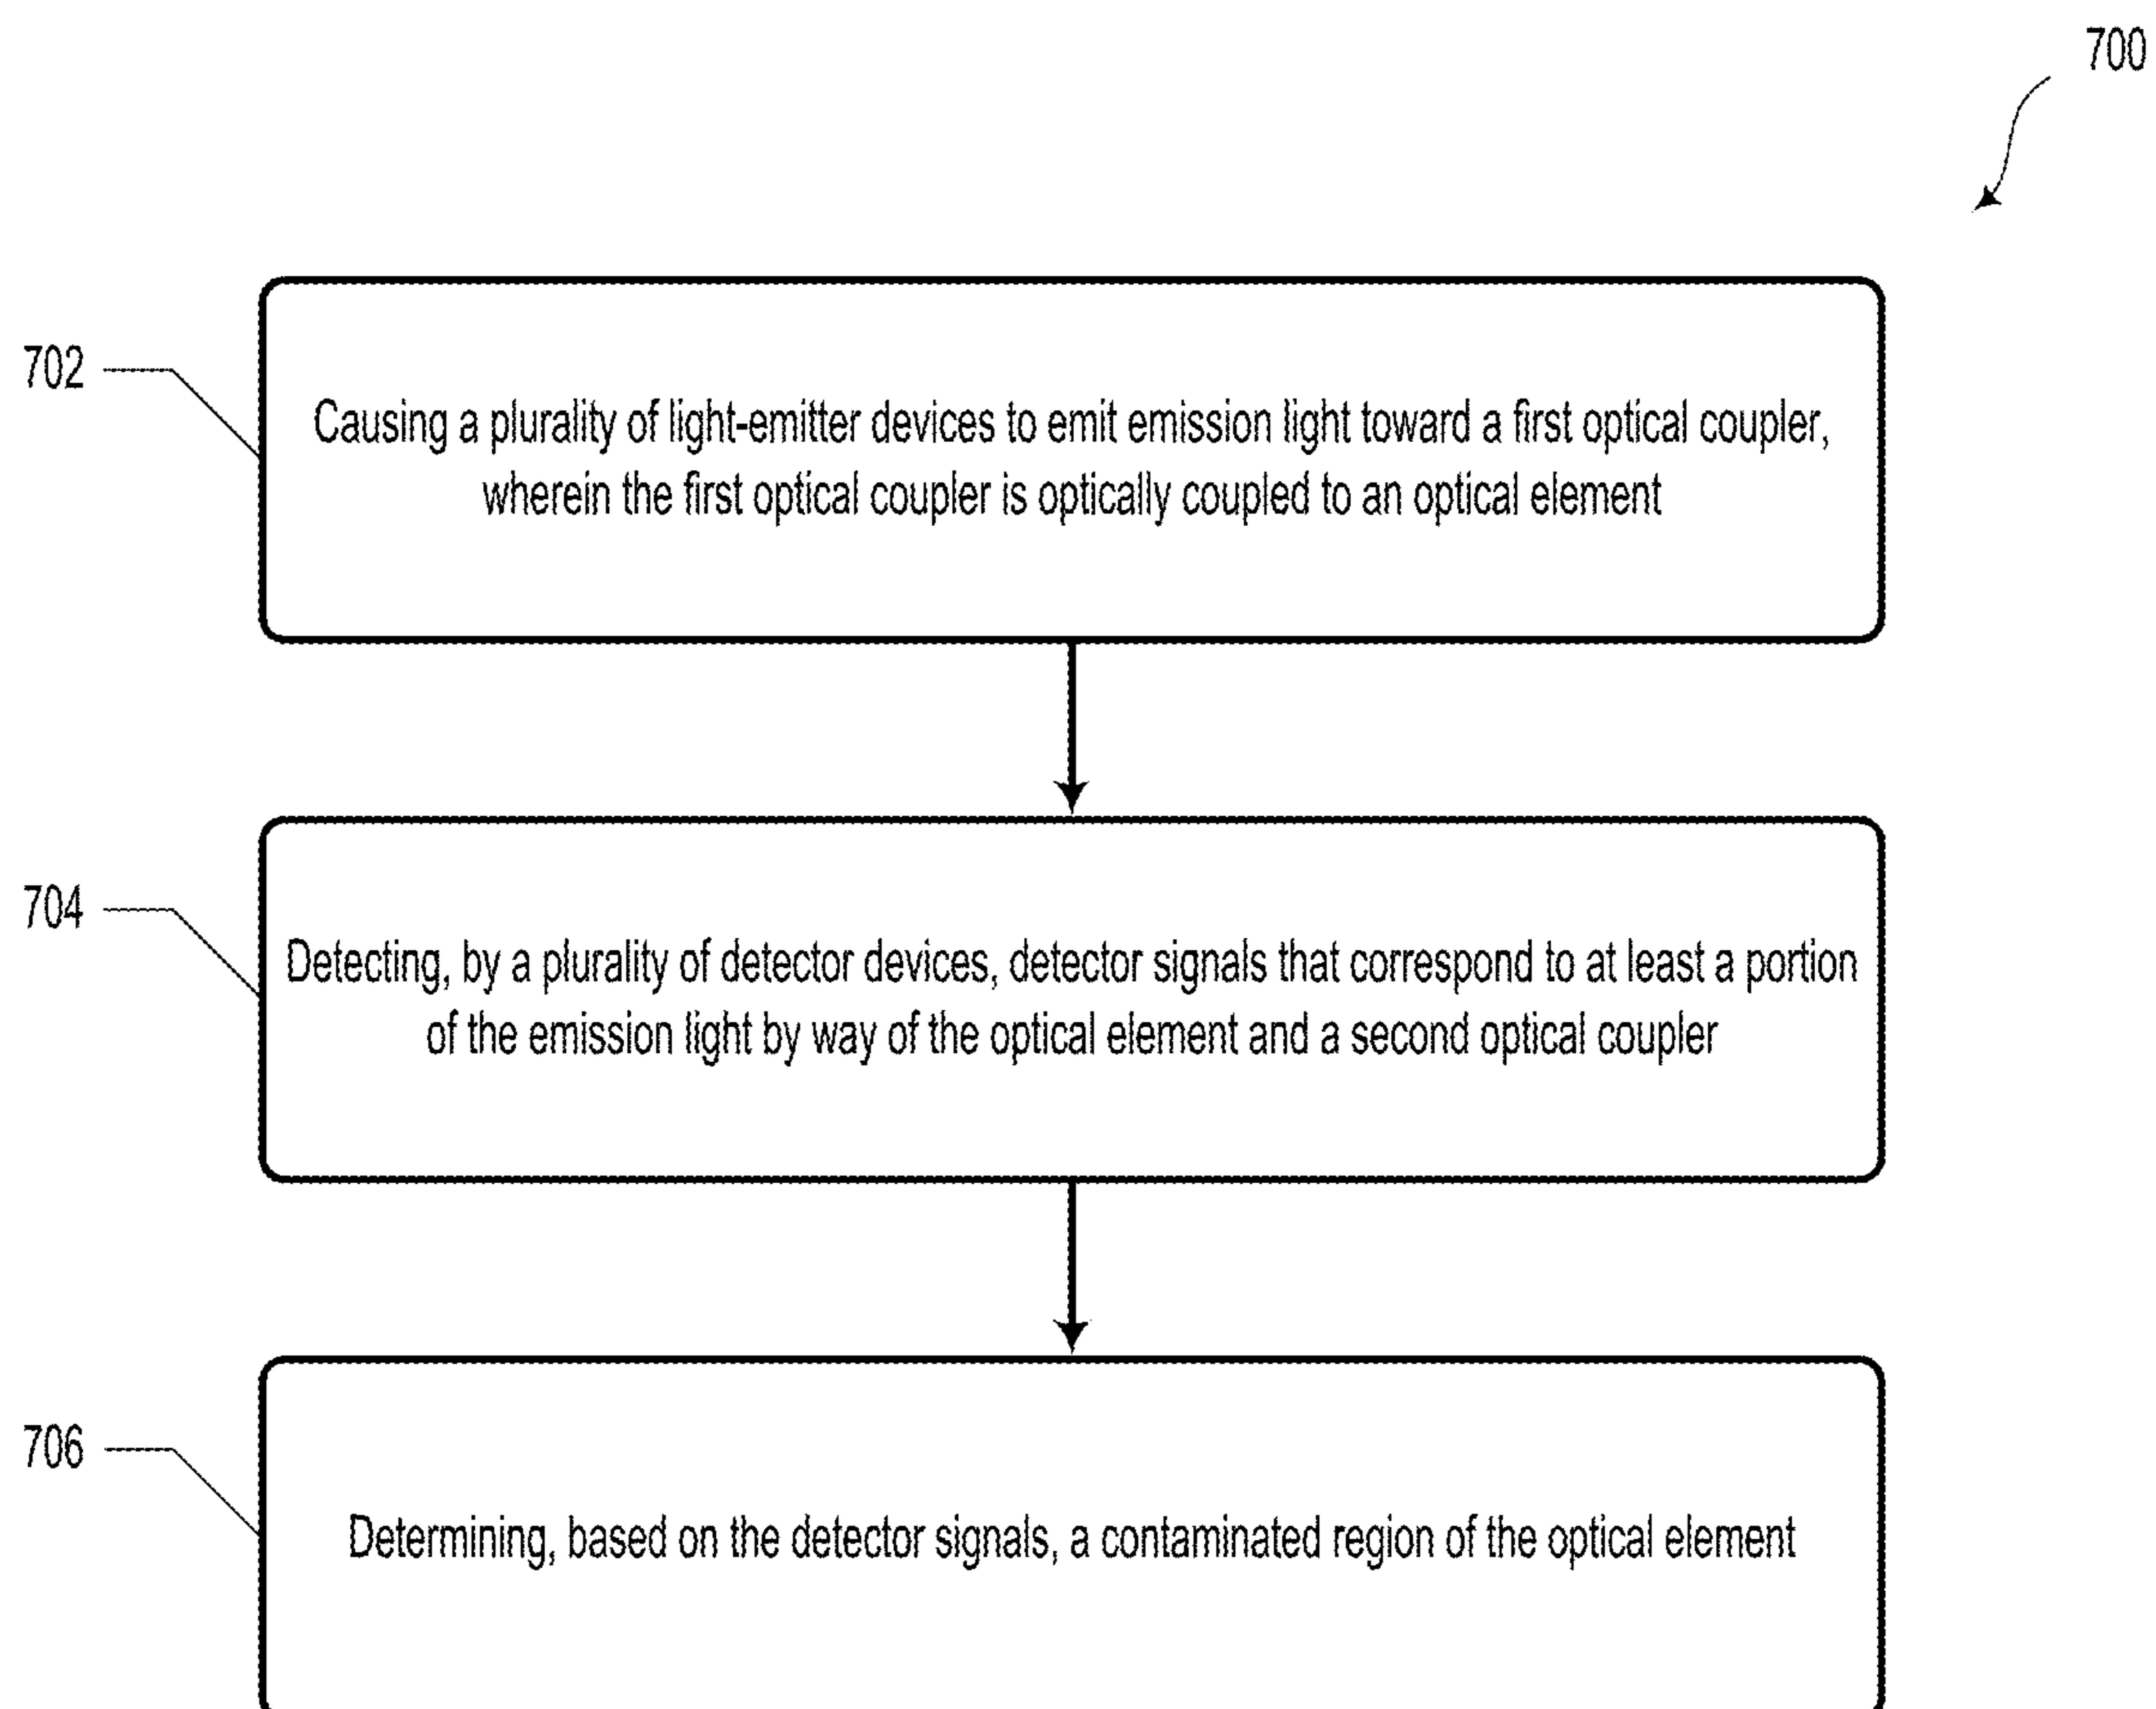 700
702
Causing a plurality of light-emitter devices to emit emission light toward a first optical coupler,
wherein the first optical coupler is optically coupled to an optical element
704
Detecting, by a plurality of detector devices, detector signals that correspond to at least a portion
of the emission light by way of the optical element and a second optical coupler
706
Determining, based on the detector signals, a contaminated region of the optical element